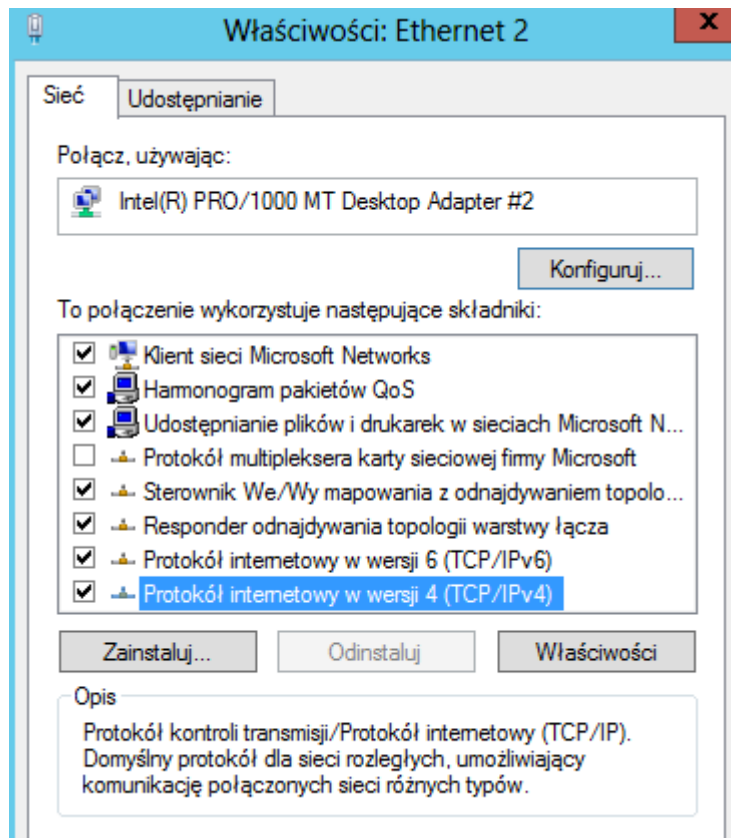 Właściwości: Ethernet 2
x
Sieć
Udostępnianie
Połącz, używając:
Intel(R) PRO/1000 MT Desktop Adapter #2
Konfiguruj...
To połączenie wykorzystuje następujące składniki:
Klient sieci Microsoft Networks
Harmonogram pakietów QoS
Udostępnianie plików i drukarek w sieciach Microsoft N...
Protokół multipleksera karty sieciowej firmy Microsoft
Sterownik We/Wy mapowania z odnajdywaniem topolo...
Responder odnajdywania topologii warstwy łącza
Protokół internetowy w wersji 6 (TCP/IPv6)
Protokół internetowy w wersji 4 (TCP/IPv4)
Zainstaluj...
Odinstaluj
Właściwości
Opis
Protokół kontroli transmisji/Protokół internetowy (TCP/IP).
Domyślny protokół dla sieci rozległych, umożliwiający
komunikację połączonych sieci różnych typów.